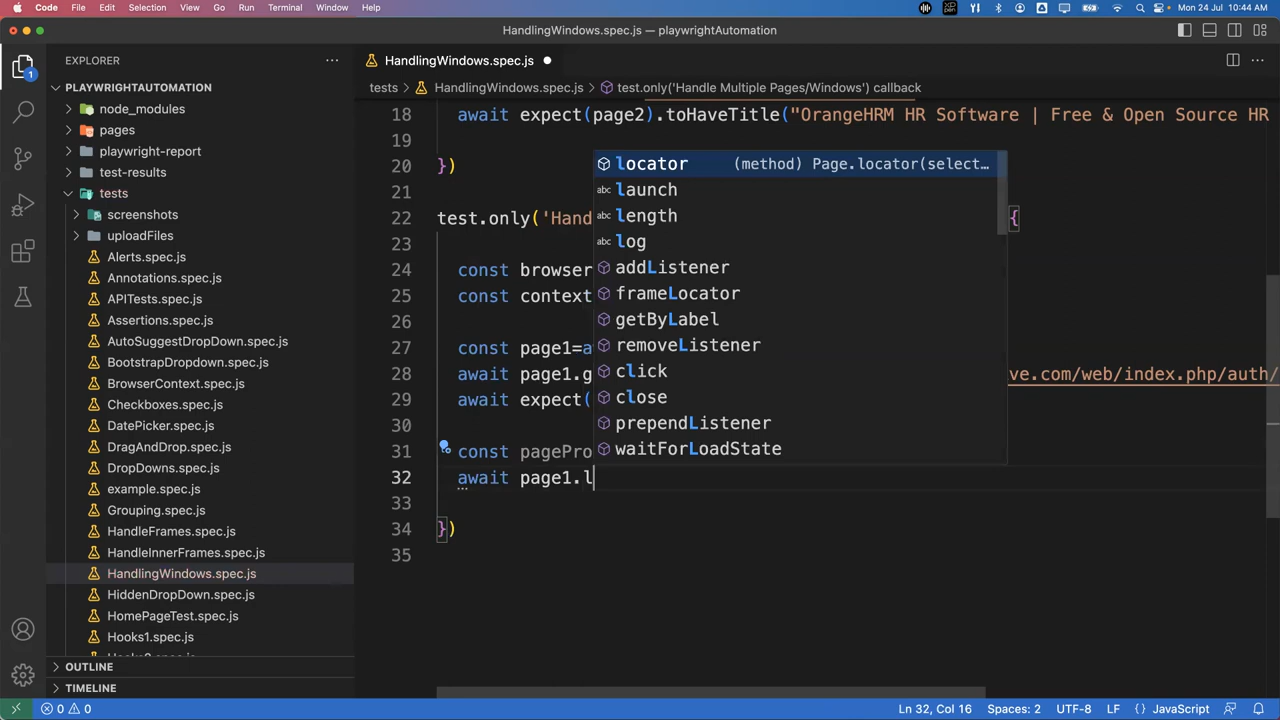 Code File Edit Selection View Go Run Terminal Window Help Mon 24 Jul 10:44 AM
HandlingWindows.spec.js — playwrightAutomation
EXPLORER
HandlingWindows.spec.js
PLAYWRIGHTAUTOMATION
tests > HandlingWindows.spec.js > test.only('Handle Multiple Pages/Windows') callback
node_modules
pages
playwright-report
test-results
tests
screenshots
uploadFiles
Alerts.spec.js
Annotations.spec.js
APITests.spec.js
Assertions.spec.js
AutoSuggestDropDown.spec.js
BootstrapDropdown.spec.js
BrowserContext.spec.js
Checkboxes.spec.js
DatePicker.spec.js
DragAndDrop.spec.js
DropDowns.spec.js
example.spec.js
Grouping.spec.js
HandleFrames.spec.js
HandleInnerFrames.spec.js
HandlingWindows.spec.js
HiddenDropDown.spec.js
HomePageTest.spec.js
Hooks1.spec.js
OUTLINE
TIMELINE
1
18 await expect(page2).toHaveTitle("OrangeHRM HR Software | Free & Open Source HR
19
20 })
21
22 test.only('Hand {
23
24 const browser
25 const context
26
27 const page1=a
28 await page1.g ve.com/web/index.php/auth/
29 await expect(
30
31 const pagePro
32 await page1.l
33
34 })
35
locator (method) Page.locator(select…
launch
length
log
addListener
frameLocator
getByLabel
removeListener
click
close
prependListener
waitForLoadState
0 0 Ln 32, Col 16 Spaces: 2 UTF-8 LF {} JavaScript